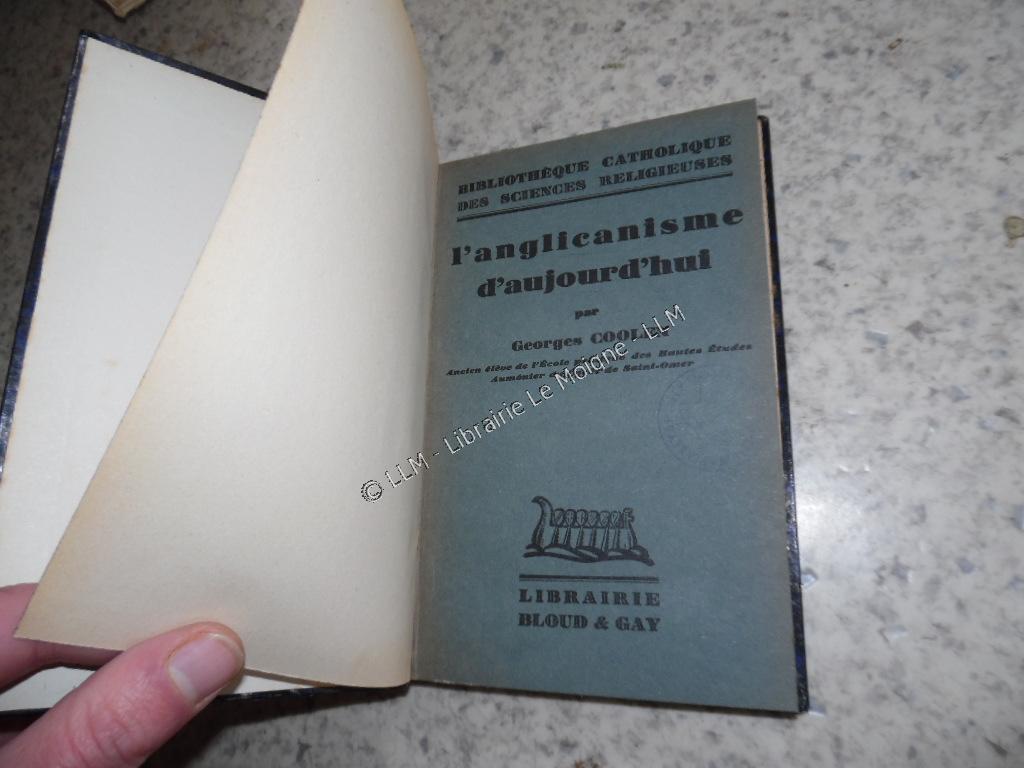 BIBLIOTHÈQUE CATHOLIQUE
DES SCIENCES RELIGIEUSES
l'anglicanisme
d'aujourd'hui
par
Georges COOLEN
Ancien élève de l'École des Hautes Études
Aumônier de Saint-Omer
© LLM - Librairie Le Moigne - LLM
LIBRAIRIE
BLOUD & GAY